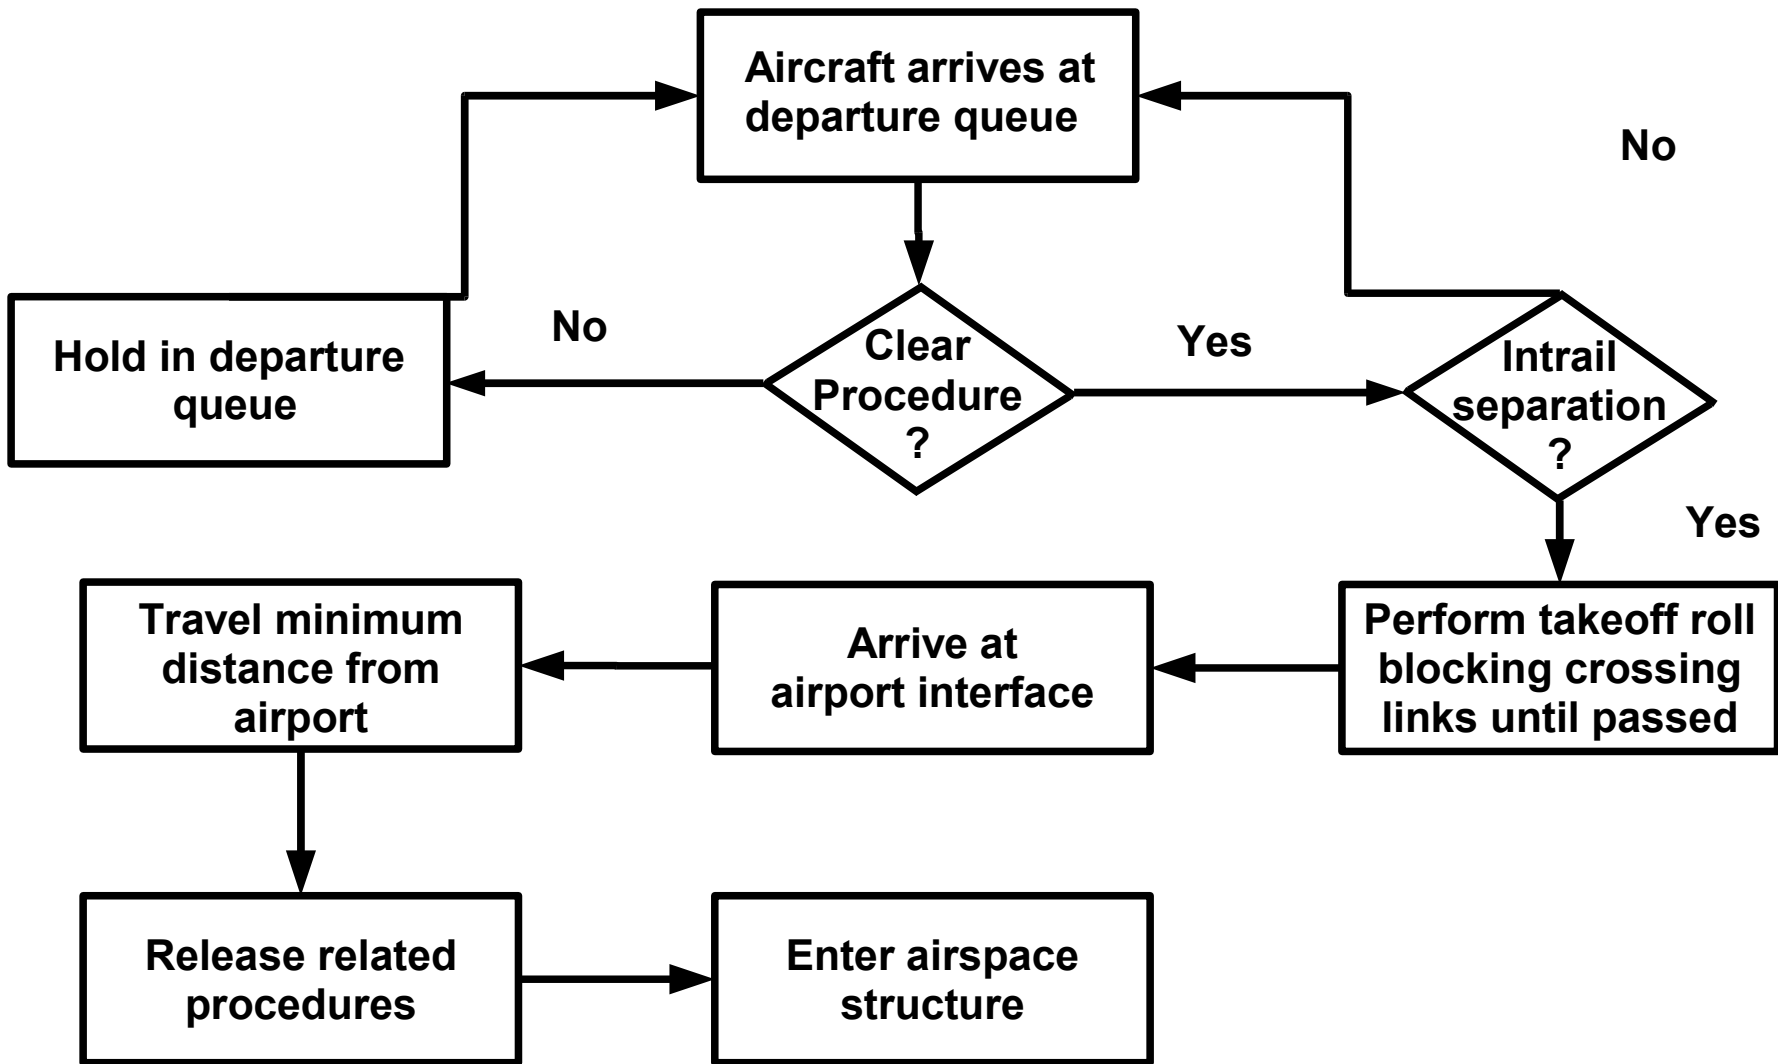 Aircraft arrives at
departure queue
No
Hold in departure
queue
No
Clear
Procedure
?
Yes
Intrail
separation
?
Yes
Travel minimum
distance from
airport
Arrive at
airport interface
Perform takeoff roll
blocking crossing
links until passed
Release related
procedures
Enter airspace
structure